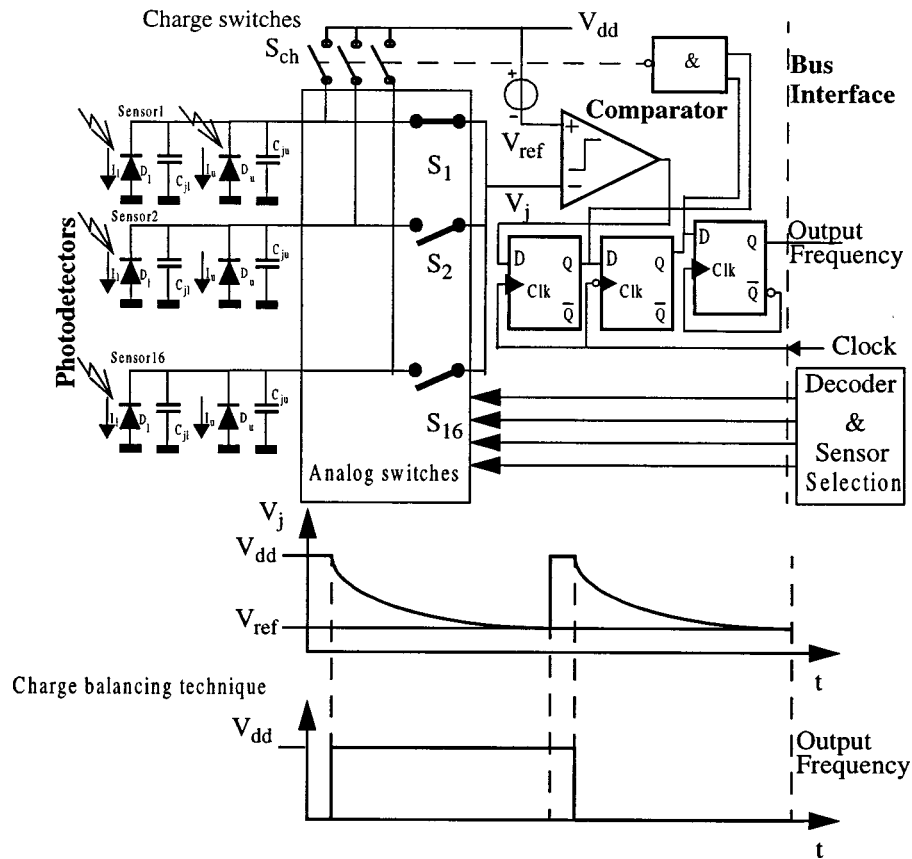 Charge switches
S_ch
V_dd
&
Bus
Interface
+
-
Comparator
V_ref
+
-
V_j
Sensor1
I_l
D_l
C_jl
I_u
D_u
C_ju
S_1
Sensor2
I_l
D_l
C_jl
I_u
D_u
C_ju
S_2
Sensor16
I_l
D_l
C_jl
I_u
D_u
C_ju
S_16
Photodetectors
Analog switches
D
Q
Clk
Q̅
D
Q
Clk
Q̅
D
Q
Clk
Q̅
Output
Frequency
Clock
Decoder
&
Sensor
Selection
V_j
V_dd
V_ref
t
Charge balancing technique
V_dd
Output
Frequency
t